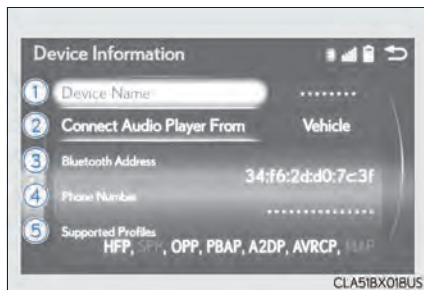 Device Information
1 Device Name ........
2 Connect Audio Player From Vehicle
3 Bluetooth Address
34:f6:2d:d0:7c:3f
4 Phone Number
..............
5 Supported Profiles
HFP, SPP, OPP, PBAP, A2DP, AVRCP, MAP
CLA51BX018US